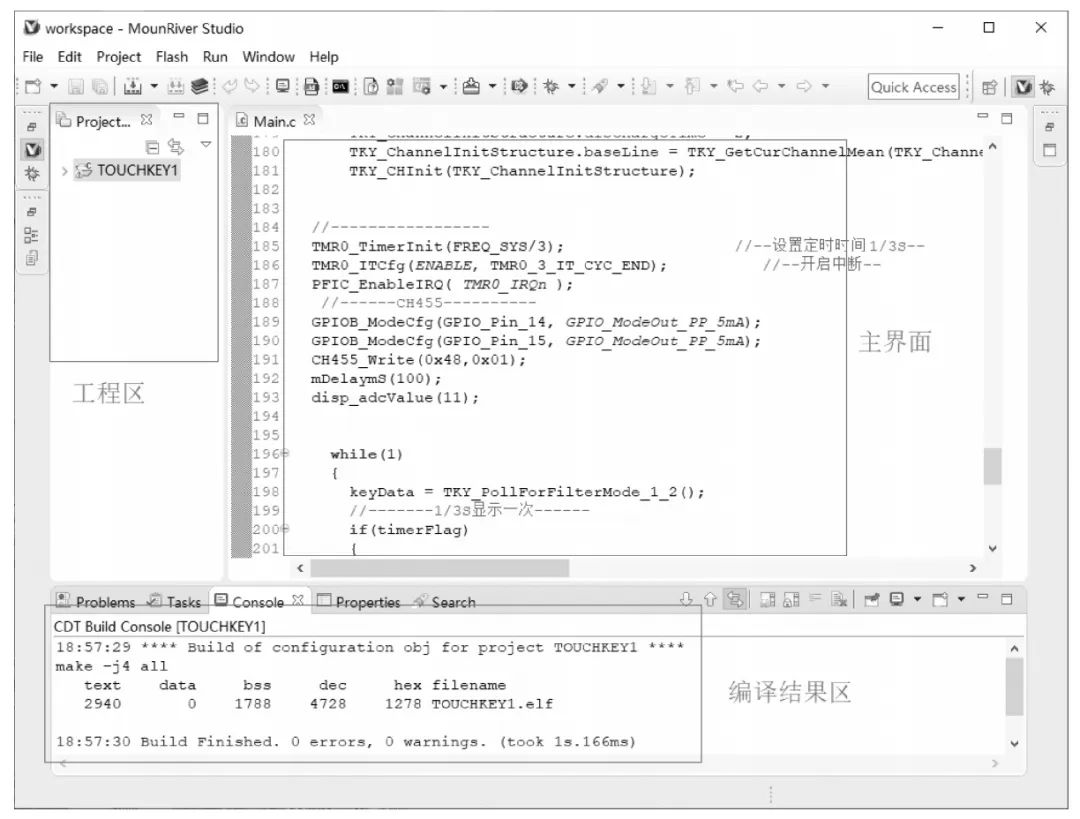 workspace - MounRiver Studio
File Edit Project Flash Run Window Help
Quick Access
Project...
Main.c
TOUCHKEY1
180 TKY_ChannelInitStructure.baseLine = TKY_GetCurChannelMean(TKY_Channe
181 TKY_CHInit(TKY_ChannelInitStructure);
182
183
184 //-----------------
185 TMR0_TimerInit(FREQ_SYS/3); //--设置定时时间1/3S--
186 TMR0_ITCfg(ENABLE, TMR0_3_IT_CYC_END); //--开启中断--
187 PFIC_EnableIRQ( TMR0_IRQn );
188 //------CH455----------
189 GPIOB_ModeCfg(GPIO_Pin_14, GPIO_ModeOut_PP_5mA);
190 GPIOB_ModeCfg(GPIO_Pin_15, GPIO_ModeOut_PP_5mA);
191 CH455_Write(0x48,0x01);
192 mDelaymS(100);
193 disp_adcValue(11);
194
195
196 while(1)
197 {
198 keyData = TKY_PollForFilterMode_1_2();
199 //-------1/3S显示一次------
200 if(timerFlag)
201 {
主界面
工程区
Problems Tasks Console Properties Search
CDT Build Console [TOUCHKEY1]
18:57:29 **** Build of configuration obj for project TOUCHKEY1 ****
make -j4 all
text data bss dec hex filename
2940 0 1788 4728 1278 TOUCHKEY1.elf
18:57:30 Build Finished. 0 errors, 0 warnings. (took 1s.166ms)
编译结果区